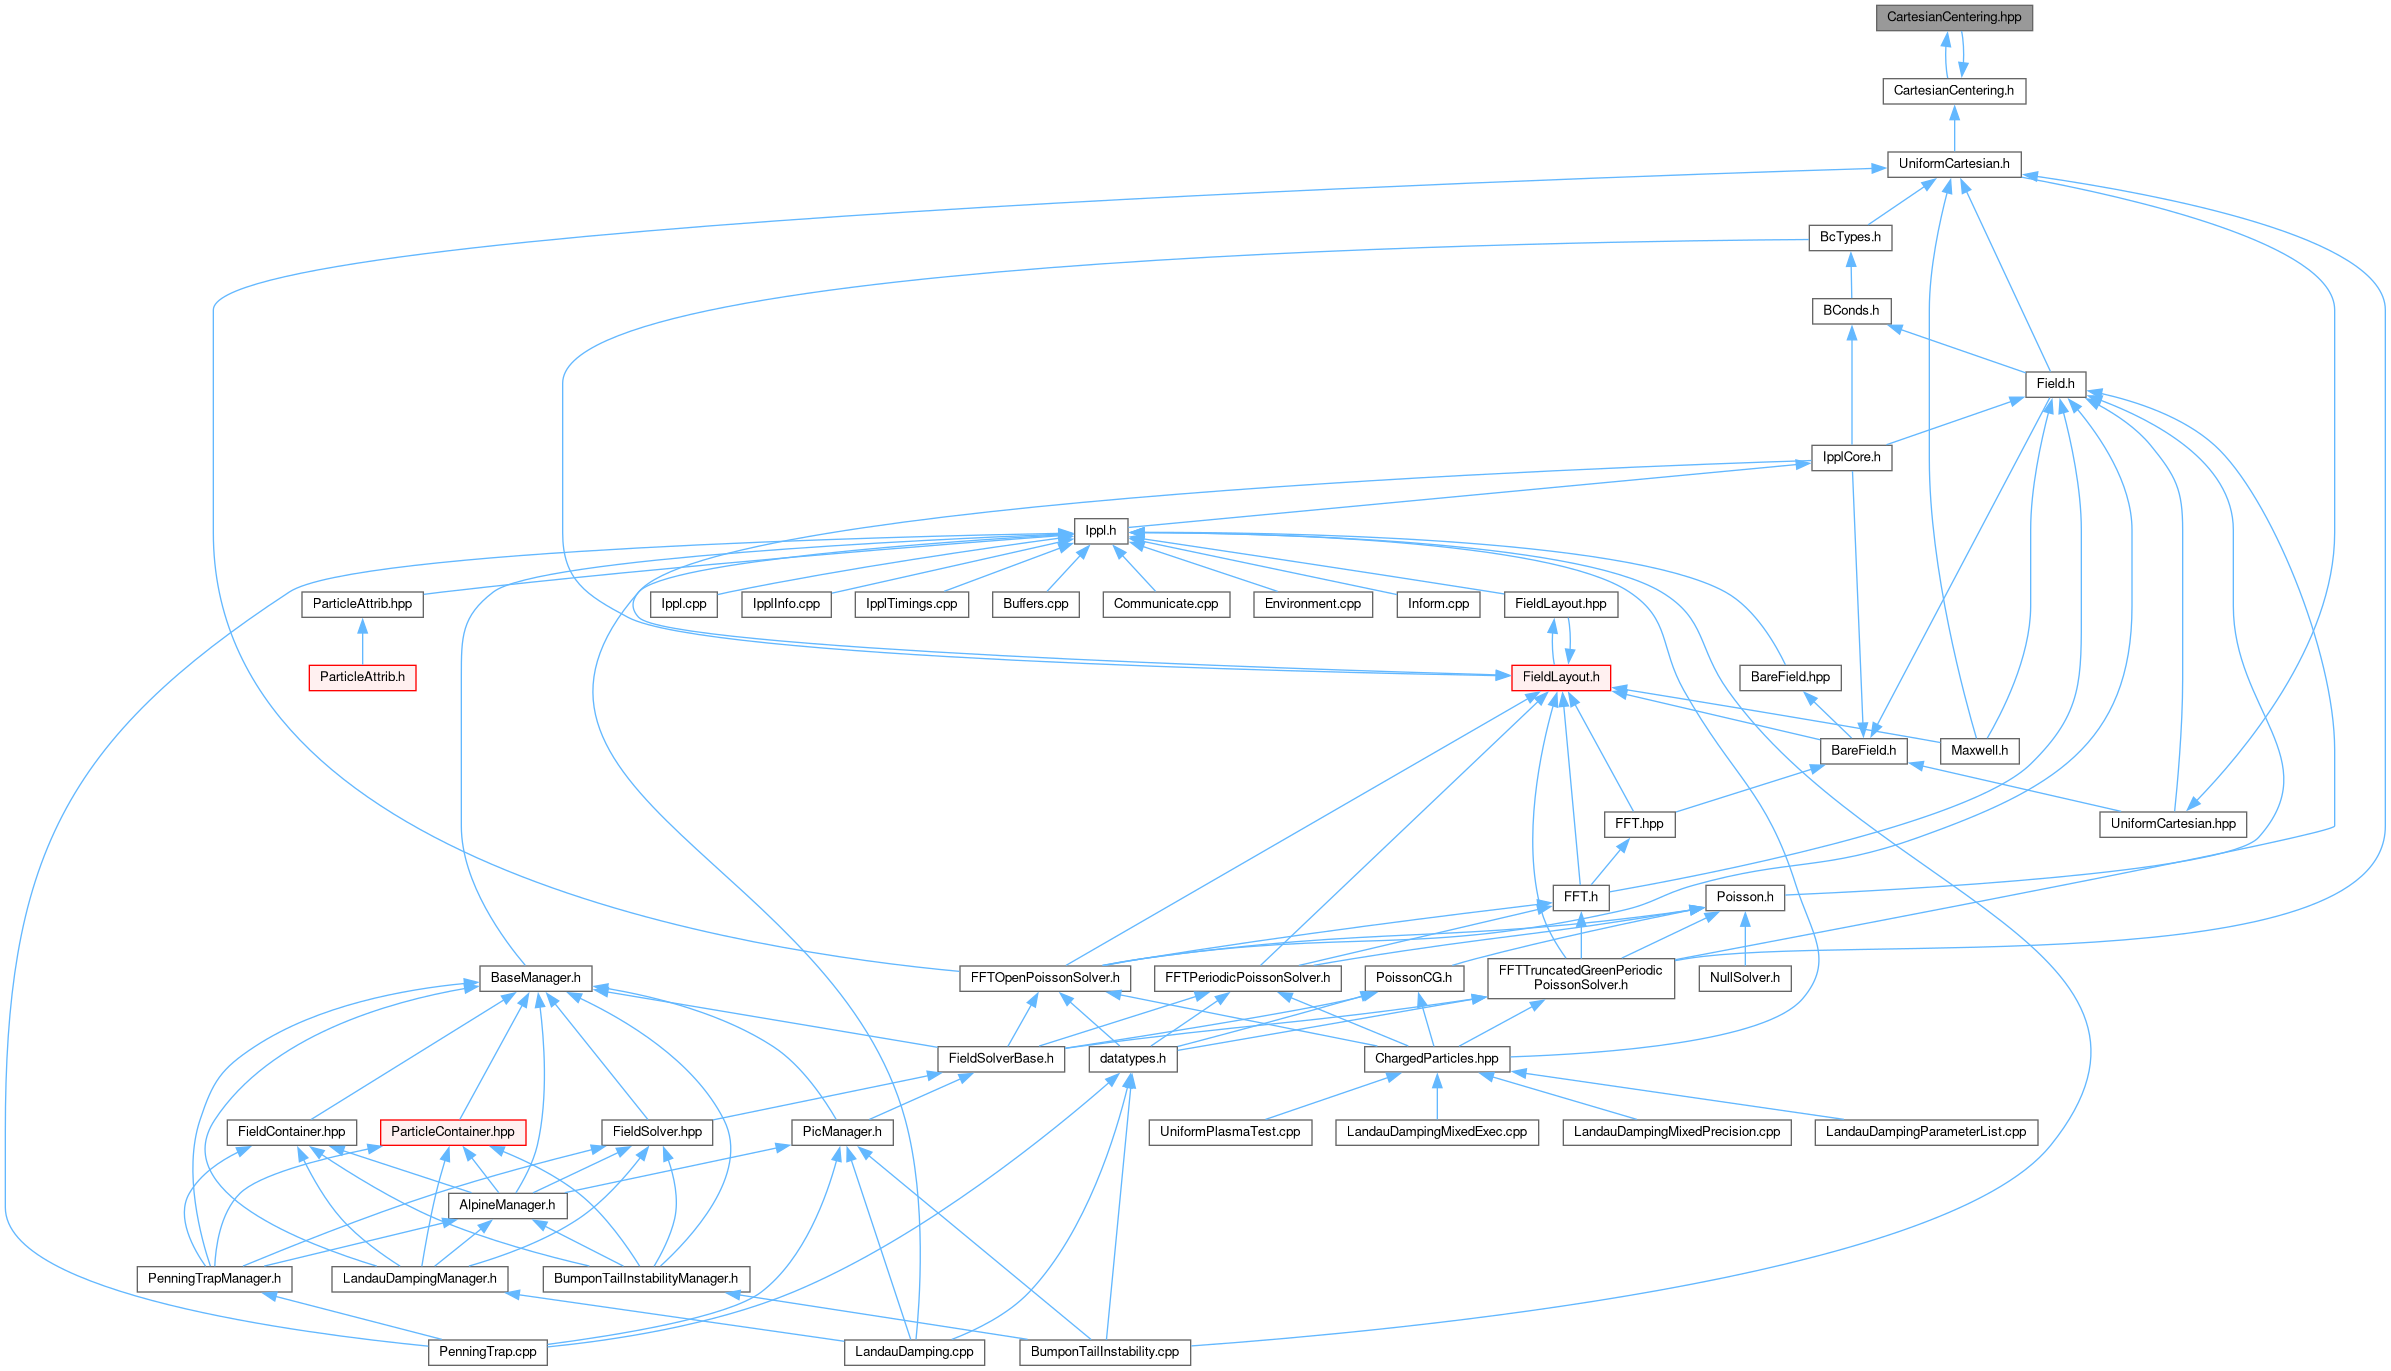 CartesianCentering.hpp
CartesianCentering.h
UniformCartesian.h
BcTypes.h
BConds.h
Field.h
IpplCore.h
Ippl.h
ParticleAttrib.hpp
Ippl.cpp
IpplInfo.cpp
IpplTimings.cpp
Buffers.cpp
Communicate.cpp
Environment.cpp
Inform.cpp
FieldLayout.hpp
ParticleAttrib.h
FieldLayout.h
BareField.hpp
BareField.h
Maxwell.h
FFT.hpp
UniformCartesian.hpp
FFT.h
Poisson.h
BaseManager.h
FFTOpenPoissonSolver.h
FFTPeriodicPoissonSolver.h
PoissonCG.h
FFTTruncatedGreenPeriodic
PoissonSolver.h
NullSolver.h
FieldSolverBase.h
datatypes.h
ChargedParticles.hpp
FieldContainer.hpp
ParticleContainer.hpp
FieldSolver.hpp
PicManager.h
UniformPlasmaTest.cpp
LandauDampingMixedExec.cpp
LandauDampingMixedPrecision.cpp
LandauDampingParameterList.cpp
AlpineManager.h
PenningTrapManager.h
LandauDampingManager.h
BumponTailInstabilityManager.h
PenningTrap.cpp
LandauDamping.cpp
BumponTailInstability.cpp